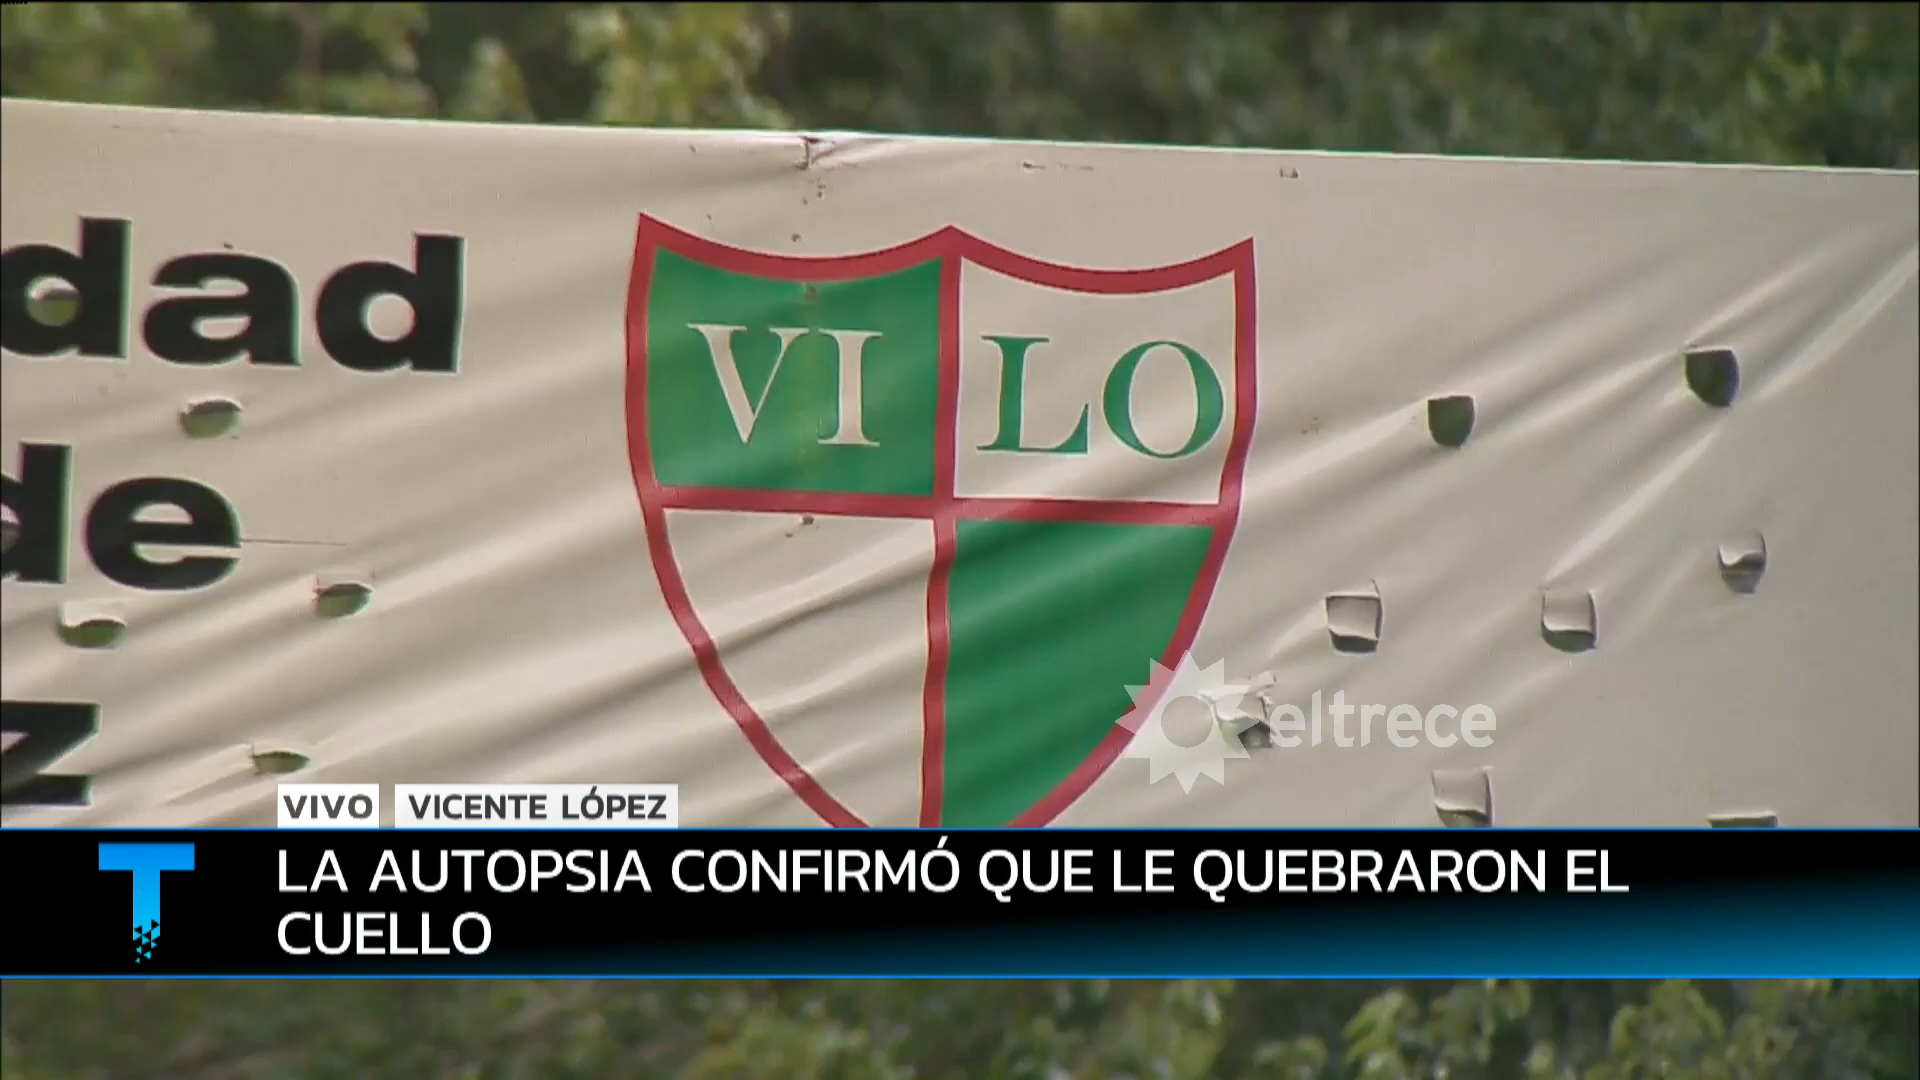 dad
de
z
VI LO
eltrece
VIVO VICENTE LÓPEZ
T LA AUTOPSIA CONFIRMÓ QUE LE QUEBRARON EL
CUELLO